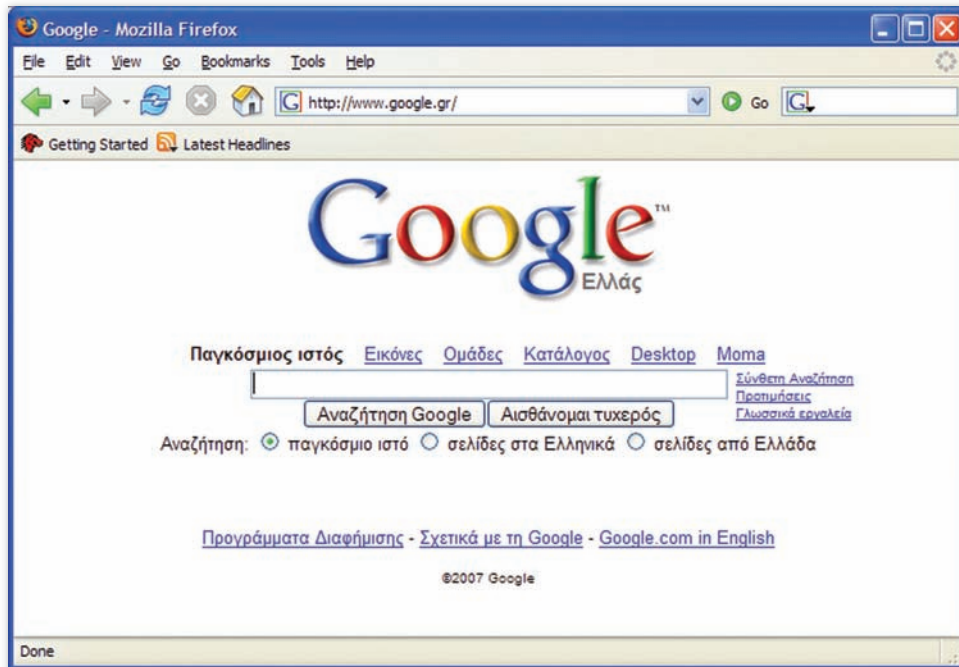 Google - Mozilla Firefox
File Edit View Go Bookmarks Tools Help
http://www.google.gr/ Go
Getting Started Latest Headlines
Google™
Ελλάς
Παγκόσμιος ιστός Εικόνες Ομάδες Κατάλογος Desktop Moma
Σύνθετη Αναζήτηση
Προτιμήσεις
Γλωσσικά εργαλεία
Αναζήτηση Google Αισθάνομαι τυχερός
Αναζήτηση: παγκόσμιο ιστό σελίδες στα Ελληνικά σελίδες από Ελλάδα
Προγράμματα Διαφήμισης - Σχετικά με τη Google - Google.com in English
©2007 Google
Done